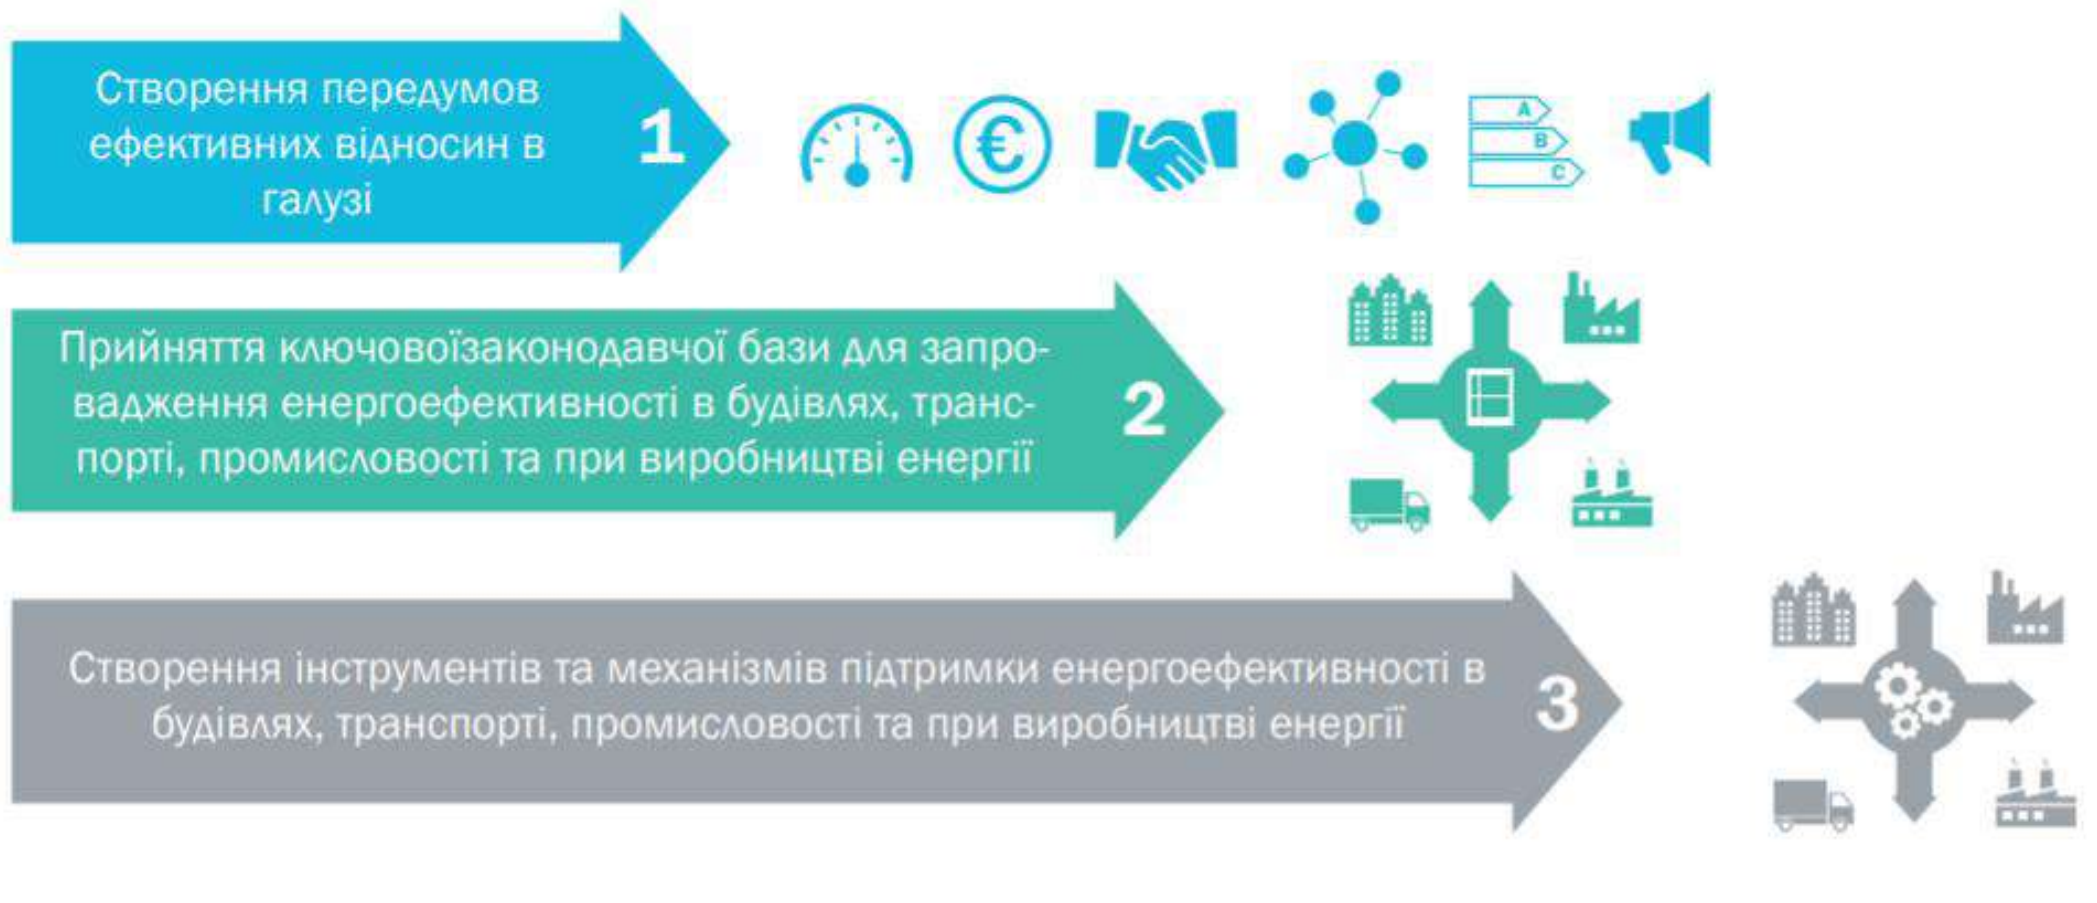 Створення передумов
ефективних відносин в
галузі
1
€
A
B
C
Прийняття ключовоїзаконодавчої бази для запро-
вадження енергоефективності в будівлях, транс-
порті, промисловості та при виробництві енергії
2
Створення інструментів та механізмів підтримки енергоефективності в
будівлях, транспорті, промисловості та при виробництві енергії
3